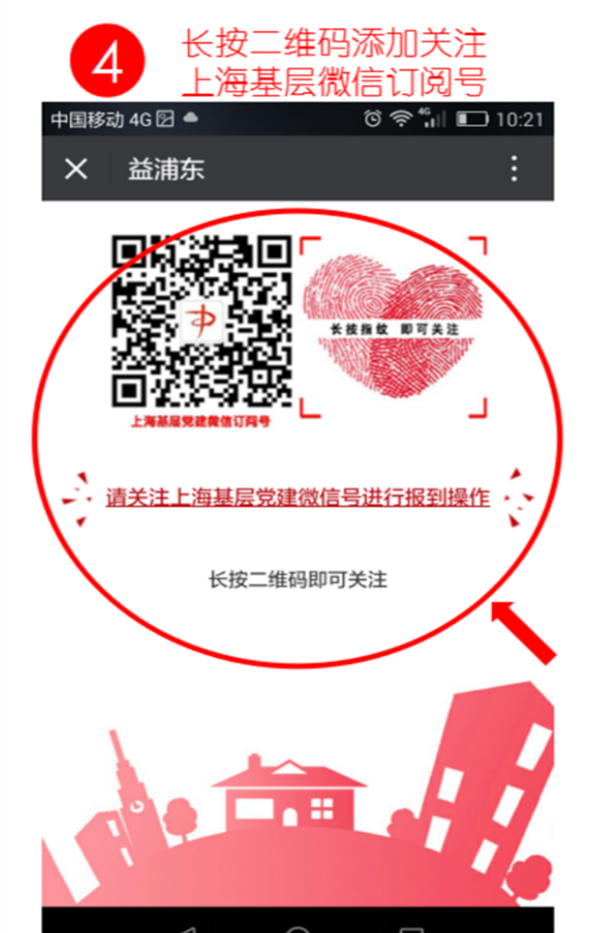 4
长按二维码添加关注
上海基层微信订阅号
中国移动 4G 4G 10:21
益浦东
长按指纹 即可关注
上海基层党建微信订阅号
请关注上海基层党建微信号进行报到操作
长按二维码即可关注